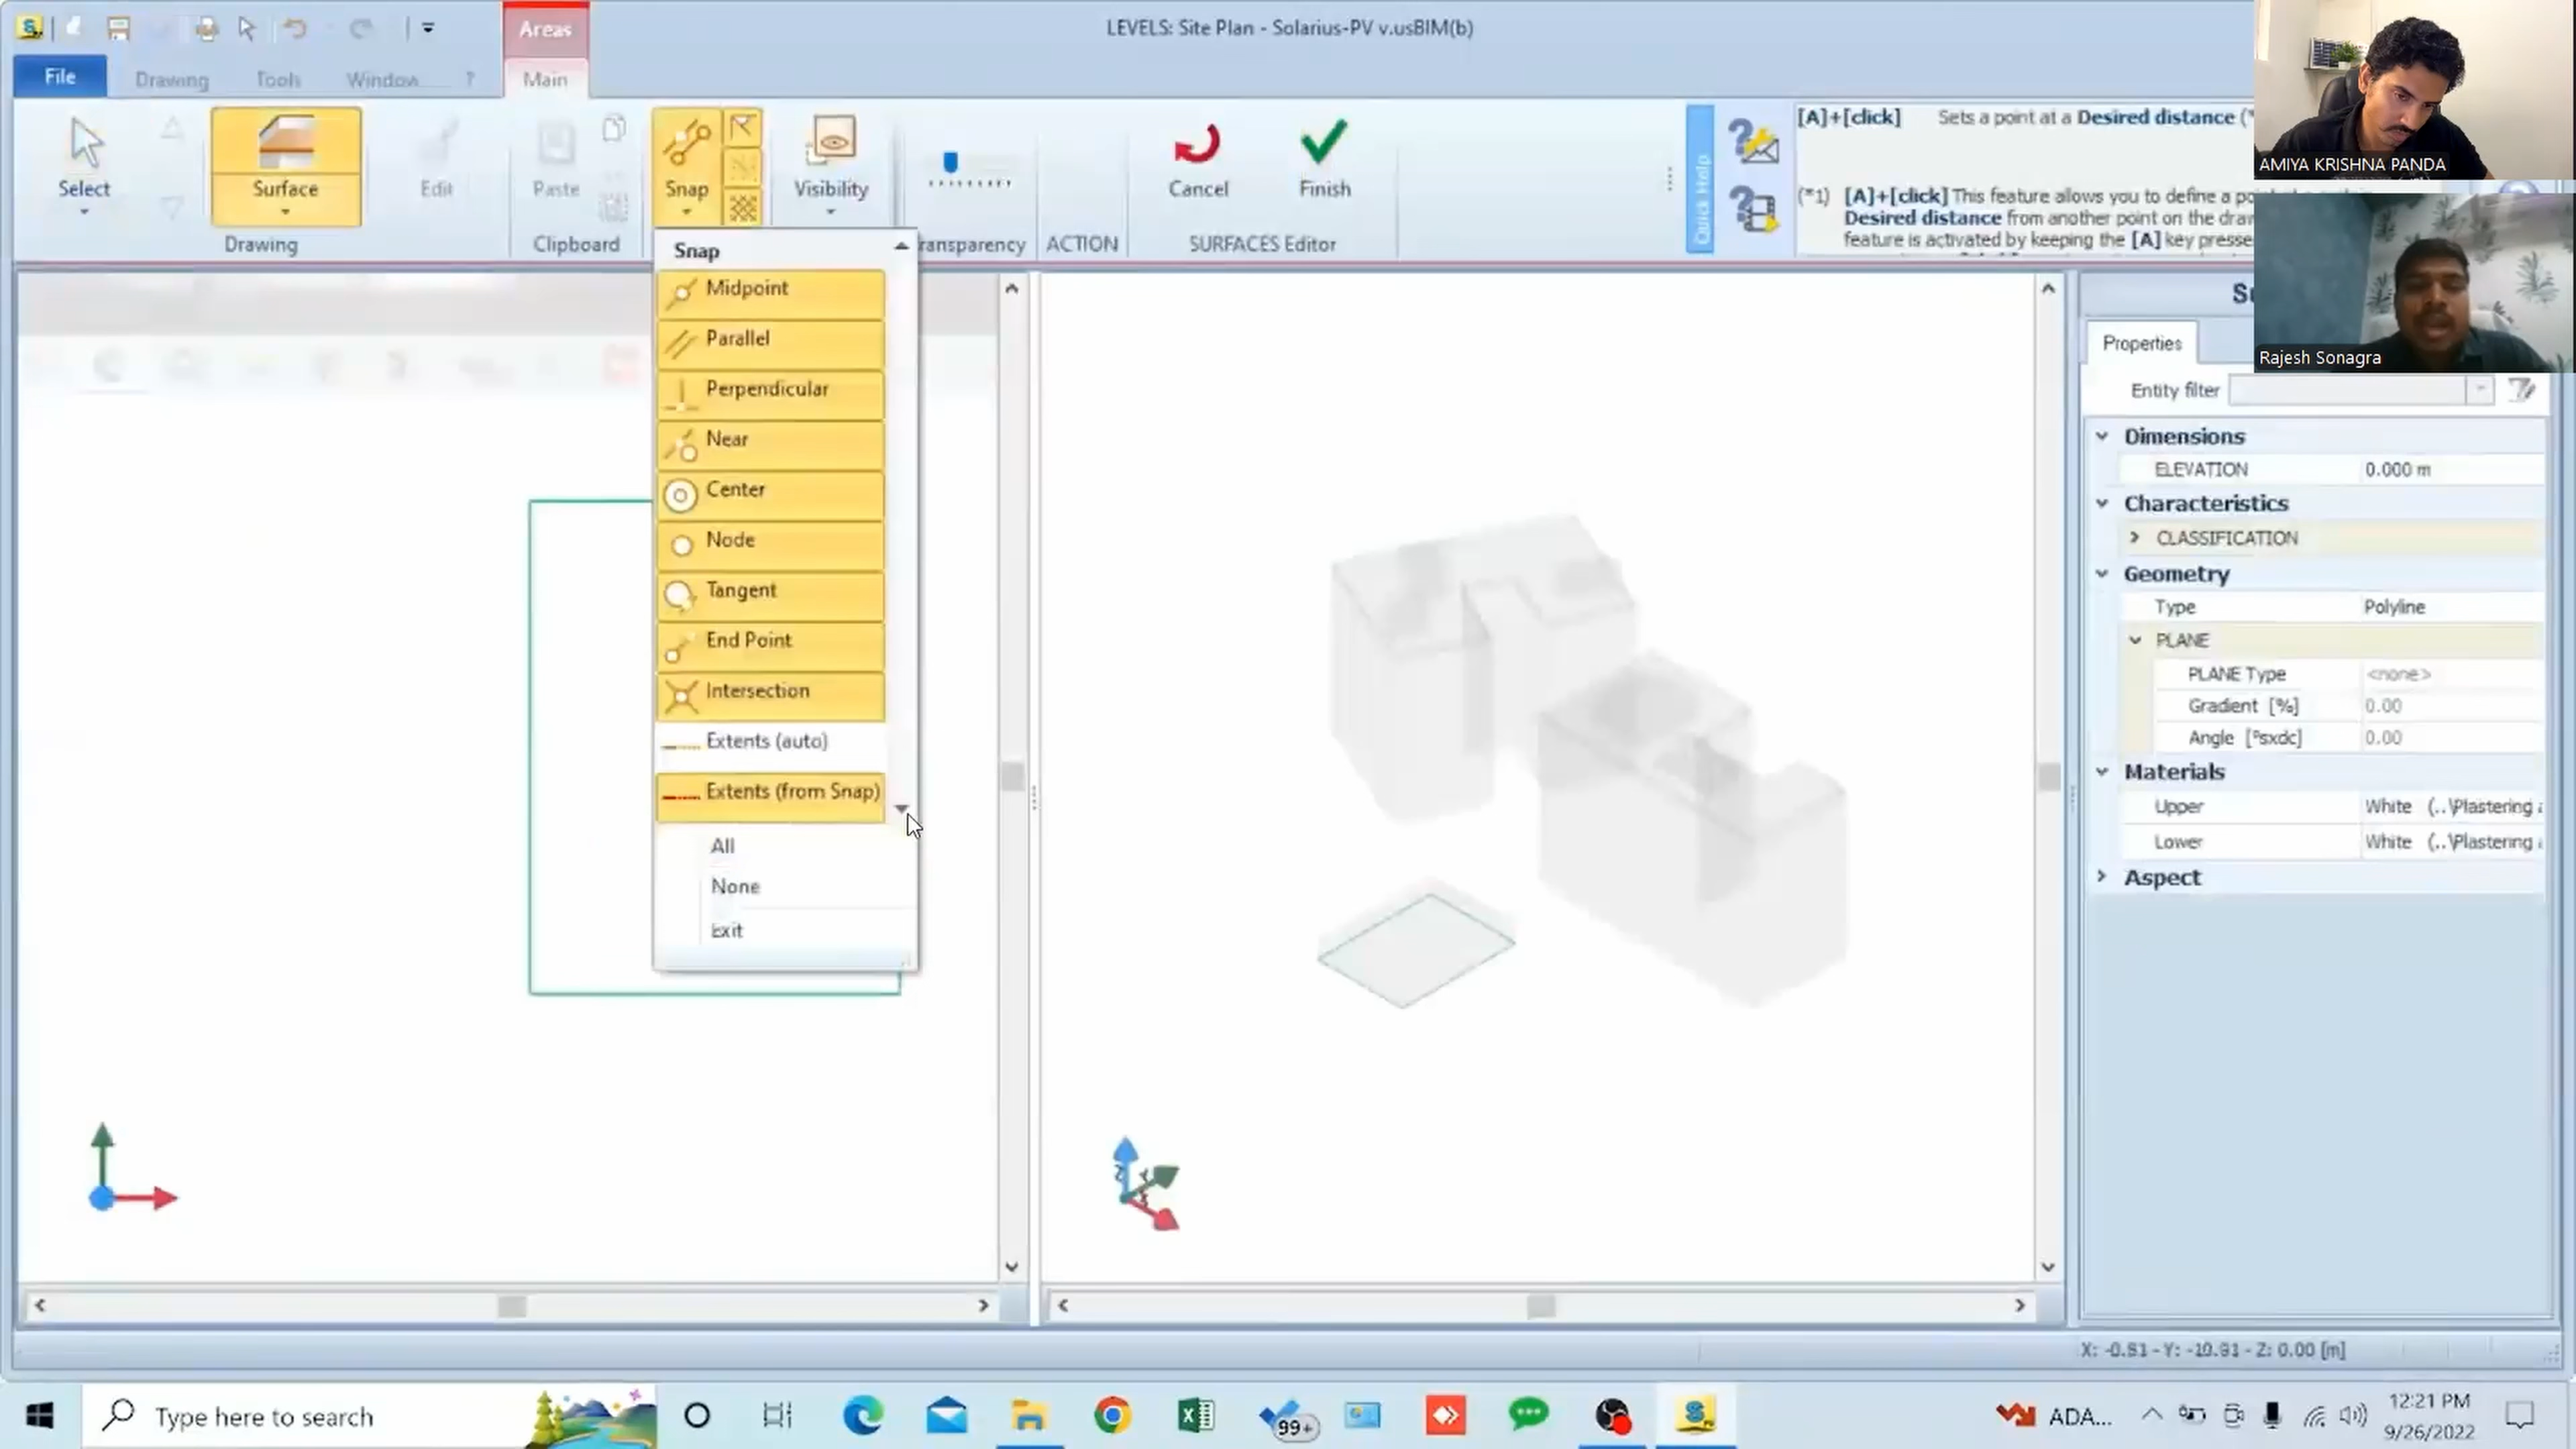 Areas
LEVELS: Site Plan - Solarius-PV v.usBIM(b)
File
Drawing
Tools
Window
?
Main
Select
Surface
Edit
Paste
Snap
Visibility
Cancel
Finish
Drawing
Clipboard
ransparency
ACTION
SURFACES Editor
Quick Help
[A]+[click] Sets a point at a Desired distance (*
(*1) [A]+[click] This feature allows you to define a po
Desired distance from another point on the draw
feature is activated by keeping the [A] key presse
AMIYA KRISHNA PANDA
Rajesh Sonagra
Snap
Midpoint
Parallel
Perpendicular
Near
Center
Node
Tangent
End Point
Intersection
Extents (auto)
Extents (from Snap)
All
None
Exit
Properties
Entity filter
Dimensions
ELEVATION 0.000 m
Characteristics
CLASSIFICATION
Geometry
Type Polyline
PLANE
PLANE Type <none>
Gradient [%] 0.00
Angle [°sxdc] 0.00
Materials
Upper White (..\Plastering a
Lower White (..\Plastering a
Aspect
X: -0.81 - Y: -10.91 - Z: 0.00 [m]
Type here to search
99+
ADA...
12:21 PM
9/26/2022